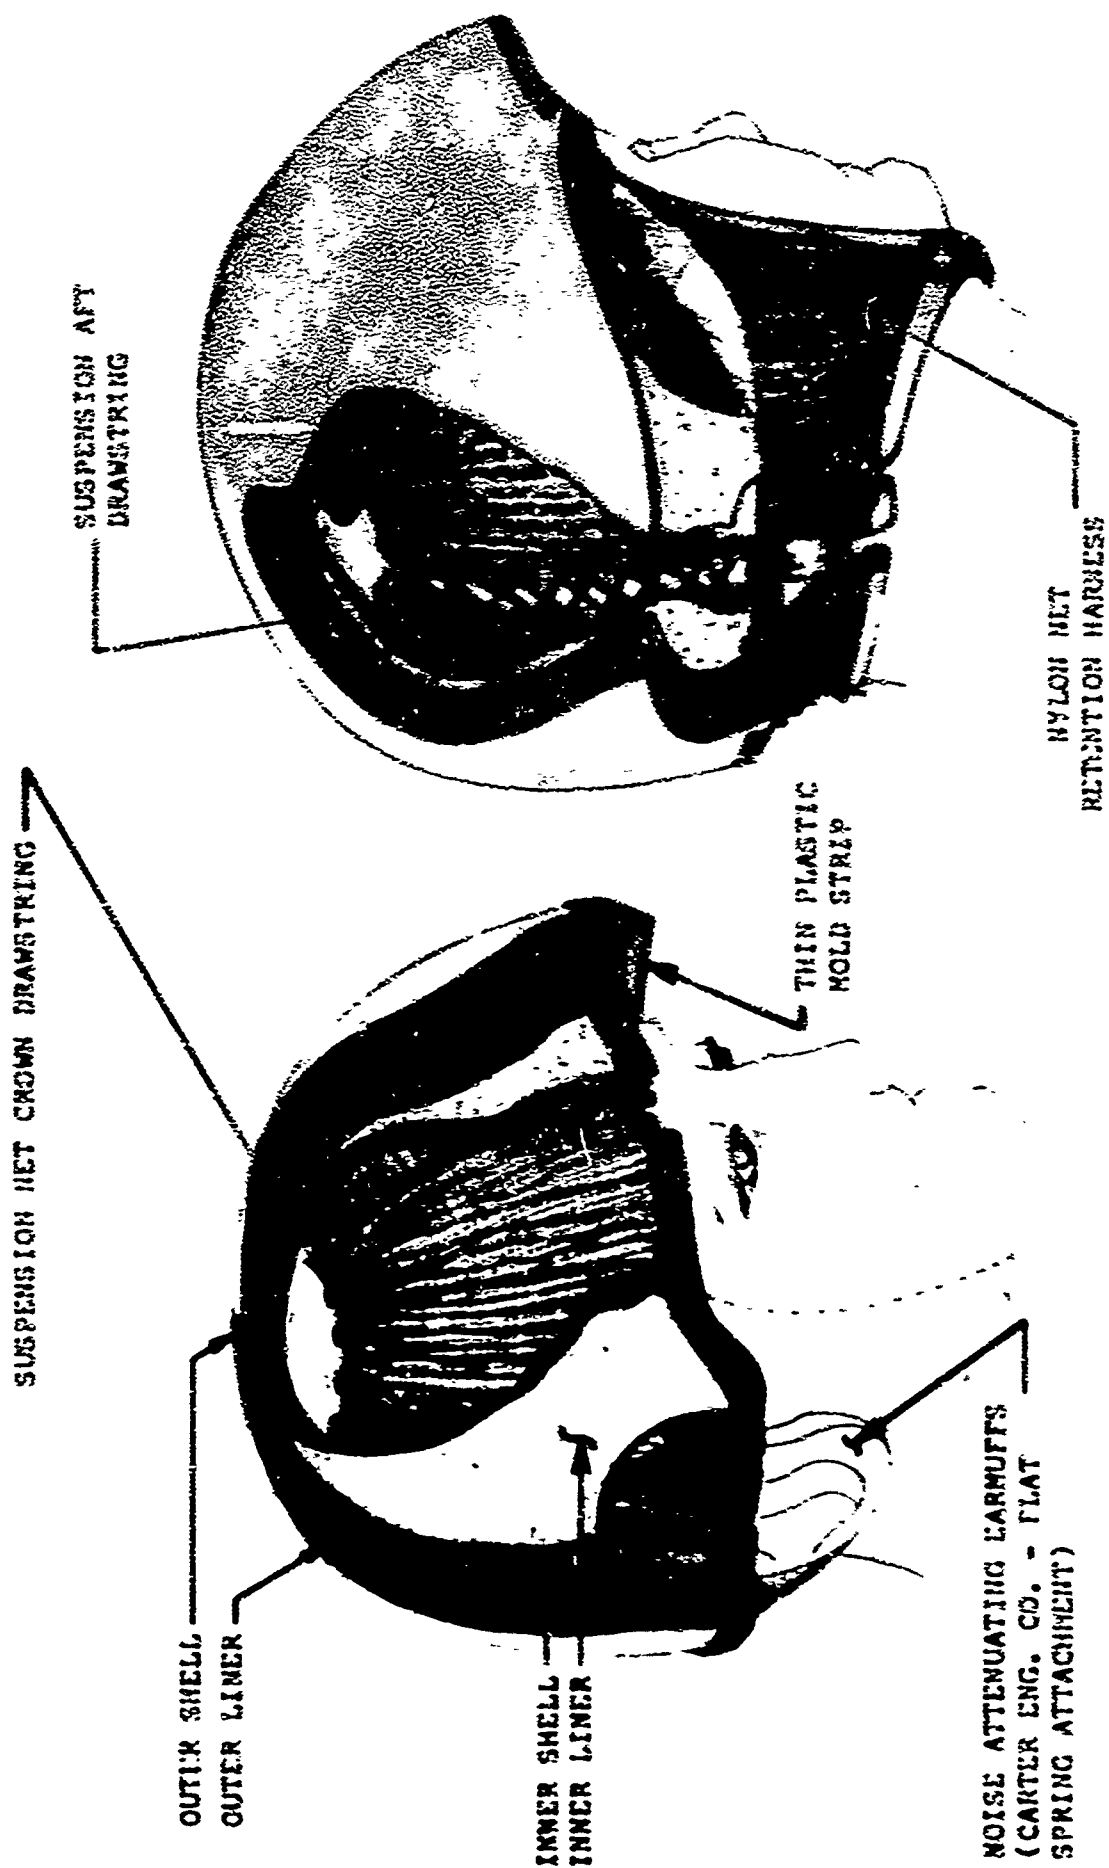 SUSPENSION NET CROWN DRAWSTRING
SUSPENSION AFT
DRAWSTRING
OUTER SHELL
OUTER LINER
INNER SHELL
INNER LINER
THIN PLASTIC
MOLD STRIP
NYLON NET
RETENTION HARNESS
NOISE ATTENUATING EARMUFFS
(CARTER ENG. CO. - FLAT
SPRING ATTACHMENT)